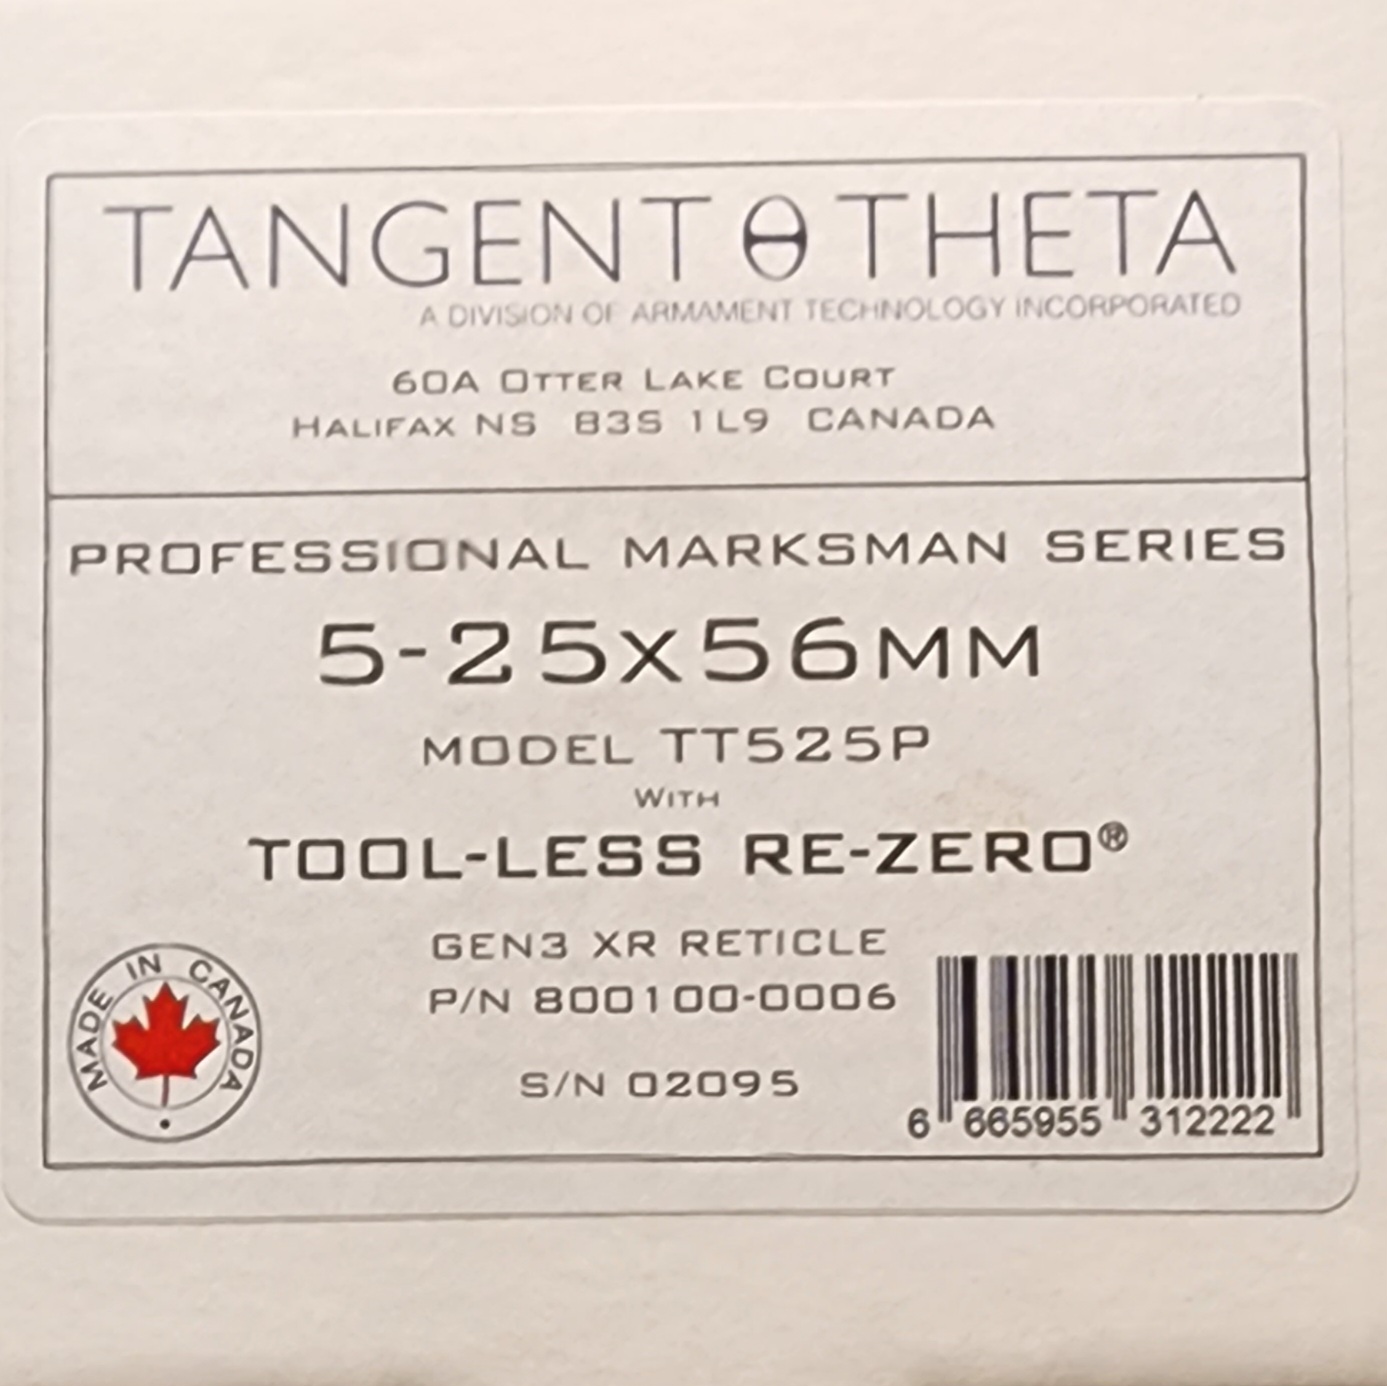 TANGENT θ THETA
A DIVISION OF ARMAMENT TECHNOLOGY INCORPORATED
60A OTTER LAKE COURT
HALIFAX NS B3S 1L9 CANADA
PROFESSIONAL MARKSMAN SERIES
5-25x56MM
MODEL TT525P
WITH
TOOL-LESS RE-ZERO®
GEN3 XR RETICLE
P/N 800100-0006
S/N 02095
MADE IN CANADA
6 665955 312222